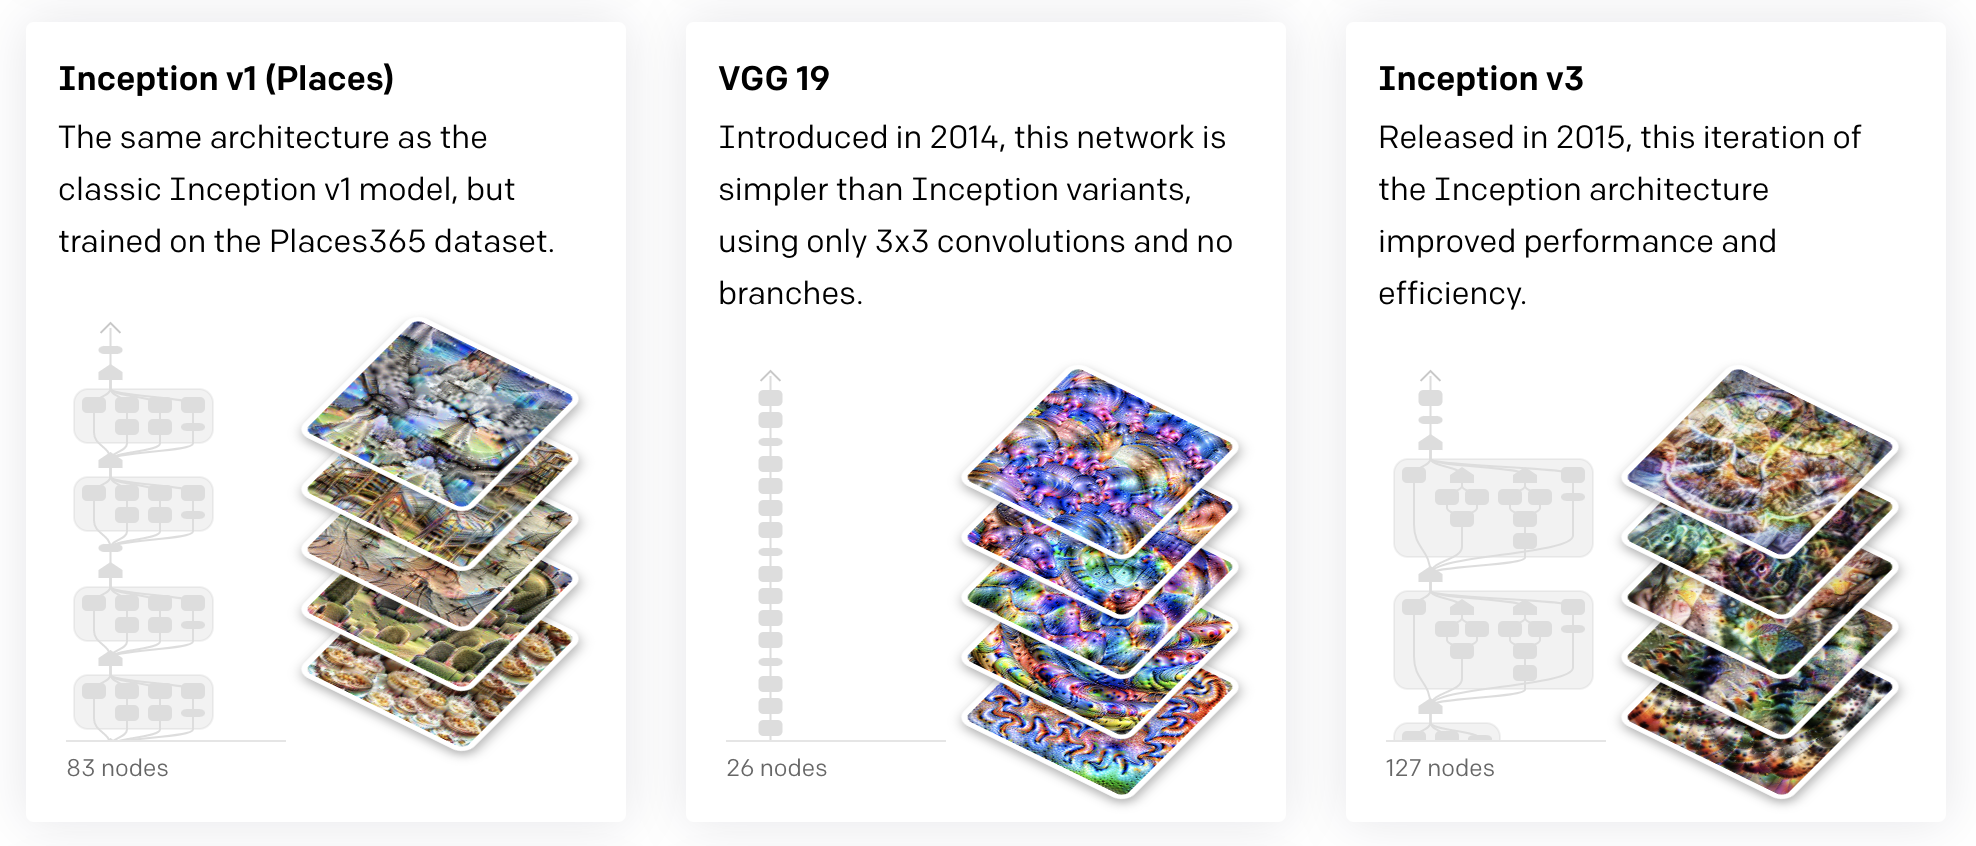 Inception v1 (Places)
The same architecture as the
classic Inception v1 model, but
trained on the Places365 dataset.
83 nodes
VGG 19
Introduced in 2014, this network is
simpler than Inception variants,
using only 3x3 convolutions and no
branches.
26 nodes
Inception v3
Released in 2015, this iteration of
the Inception architecture
improved performance and
efficiency.
127 nodes